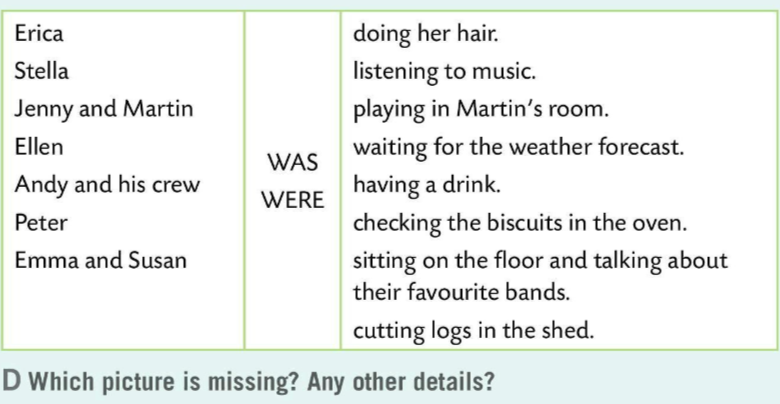 Erica
Stella
Jenny and Martin
Ellen
Andy and his crew
Peter
Emma and Susan
WAS
WERE
doing her hair.
listening to music.
playing in Martin's room.
waiting for the weather forecast.
having a drink.
checking the biscuits in the oven.
sitting on the floor and talking about
their favourite bands.
cutting logs in the shed.
D Which picture is missing? Any other details?